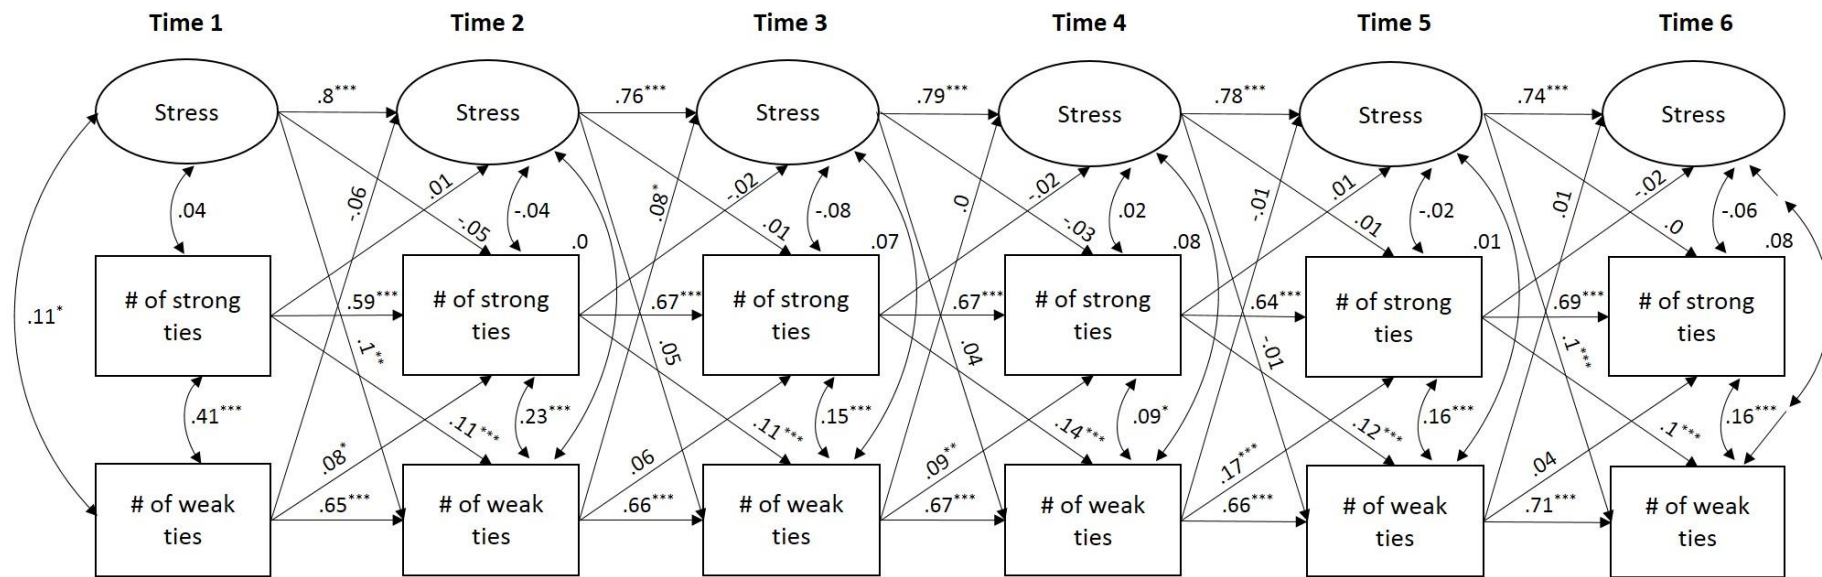 Time 1 Time 2 Time 3 Time 4 Time 5 Time 6
.8*** .76*** .79*** .78*** .74***
Stress Stress Stress Stress Stress Stress
-.06 .01 .08* -.02 .0 -.02 -.01 .01 .01 -.02
.04 -.04 -.08 .02 -.02 -.06
-.05 .01 -.03 .01 .0
.0 .07 .08 .01 .08
# of strong # of strong # of strong # of strong # of strong # of strong
ties ties ties ties ties ties
.11* .59*** .67*** .67*** .64*** .69***
.1** .05 .04 -.01 .1***
.41*** .23*** .15*** .09* .16*** .16***
.11*** .11*** .14*** .12*** .1***
.08* .06 .09** .17*** .04
.65*** .66*** .67*** .66*** .71***
# of weak # of weak # of weak # of weak # of weak # of weak
ties ties ties ties ties ties